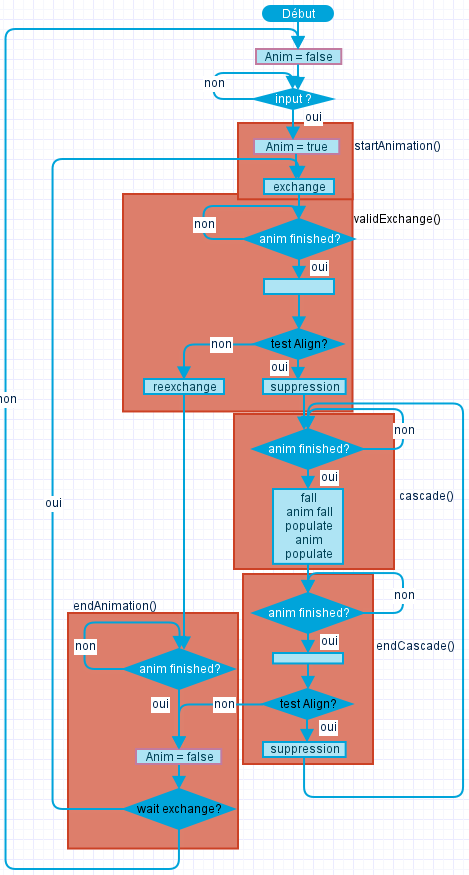 Début
Anim = false
non
input ?
oui
Anim = true
startAnimation()
exchange
validExchange()
non
anim finished?
oui
non
test Align?
oui
reexchange
suppression
non
non
anim finished?
oui
fall
anim fall
populate
anim
populate
cascade()
oui
non
endAnimation()
anim finished?
oui
endCascade()
non
anim finished?
oui
non
test Align?
oui
Anim = false
suppression
wait exchange?